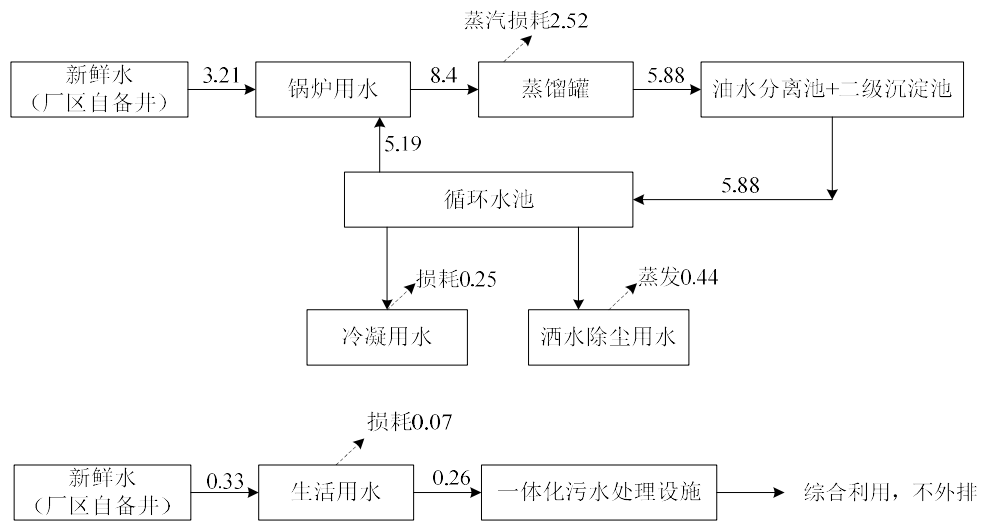 蒸汽损耗2.52
新鲜水
(厂区自备井)
3.21
锅炉用水
8.4
蒸馏罐
5.88
油水分离池+二级沉淀池
5.19
循环水池
5.88
损耗0.25
蒸发0.44
冷凝用水
洒水除尘用水
损耗0.07
新鲜水
(厂区自备井)
0.33
生活用水
0.26
一体化污水处理设施
综合利用，不外排